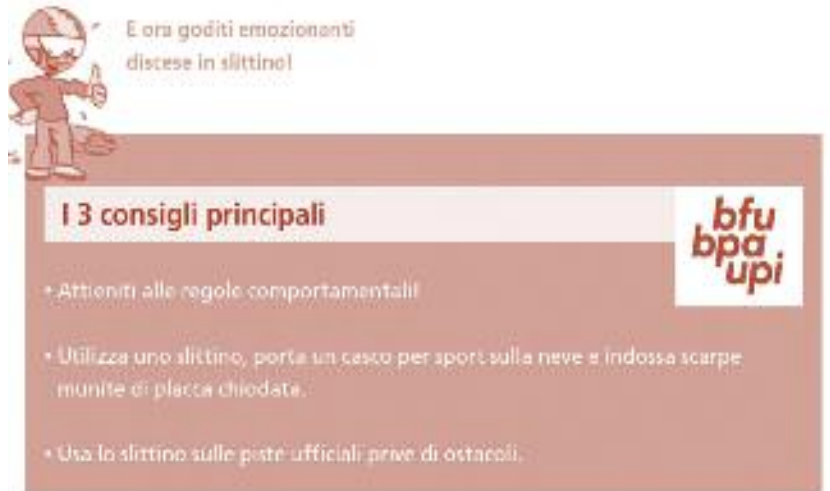 E ora goditi emozionanti
discese in slittino!
I 3 consigli principali
bfu
bpa
upi
• Attieniti alle regole comportamentali!
• Utilizza uno slittino, porta un casco per sport sulla neve e indossa scarpe
munite di placca chiodata.
• Usa lo slittino sulle piste ufficiali prive di ostacoli.